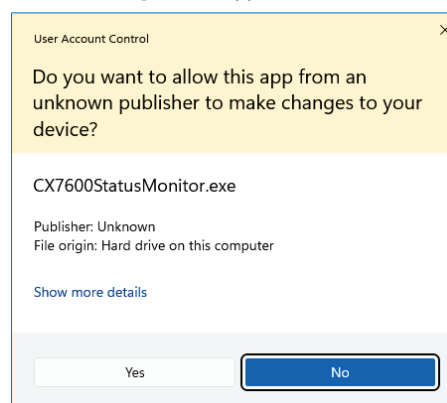 User Account Control
Do you want to allow this app from an
unknown publisher to make changes to your
device?
CX7600StatusMonitor.exe
Publisher: Unknown
File origin: Hard drive on this computer
Show more details
Yes
No